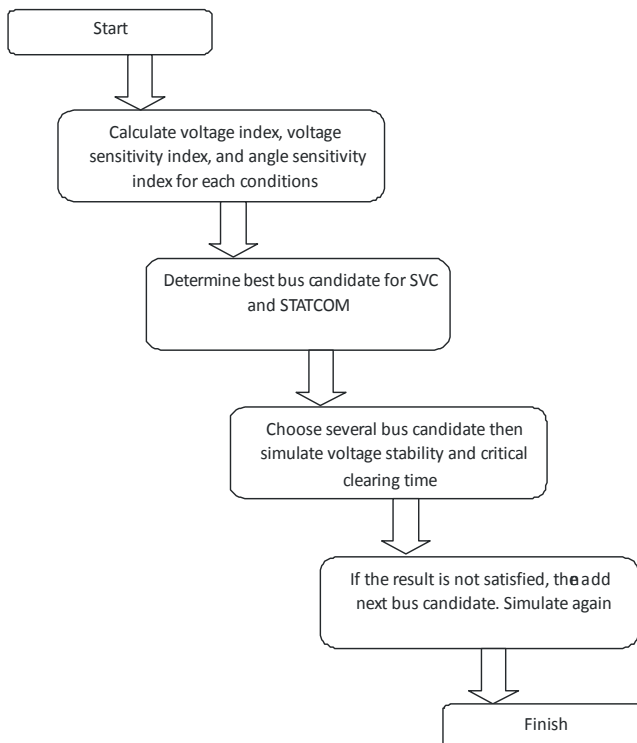 Start
Calculate voltage index, voltage
sensitivity index, and angle sensitivity
index for each conditions
Determine best bus candidate for SVC
and STATCOM
Choose several bus candidate then
simulate voltage stability and critical
clearing time
If the result is not satisfied, then add
next bus candidate. Simulate again
Finish